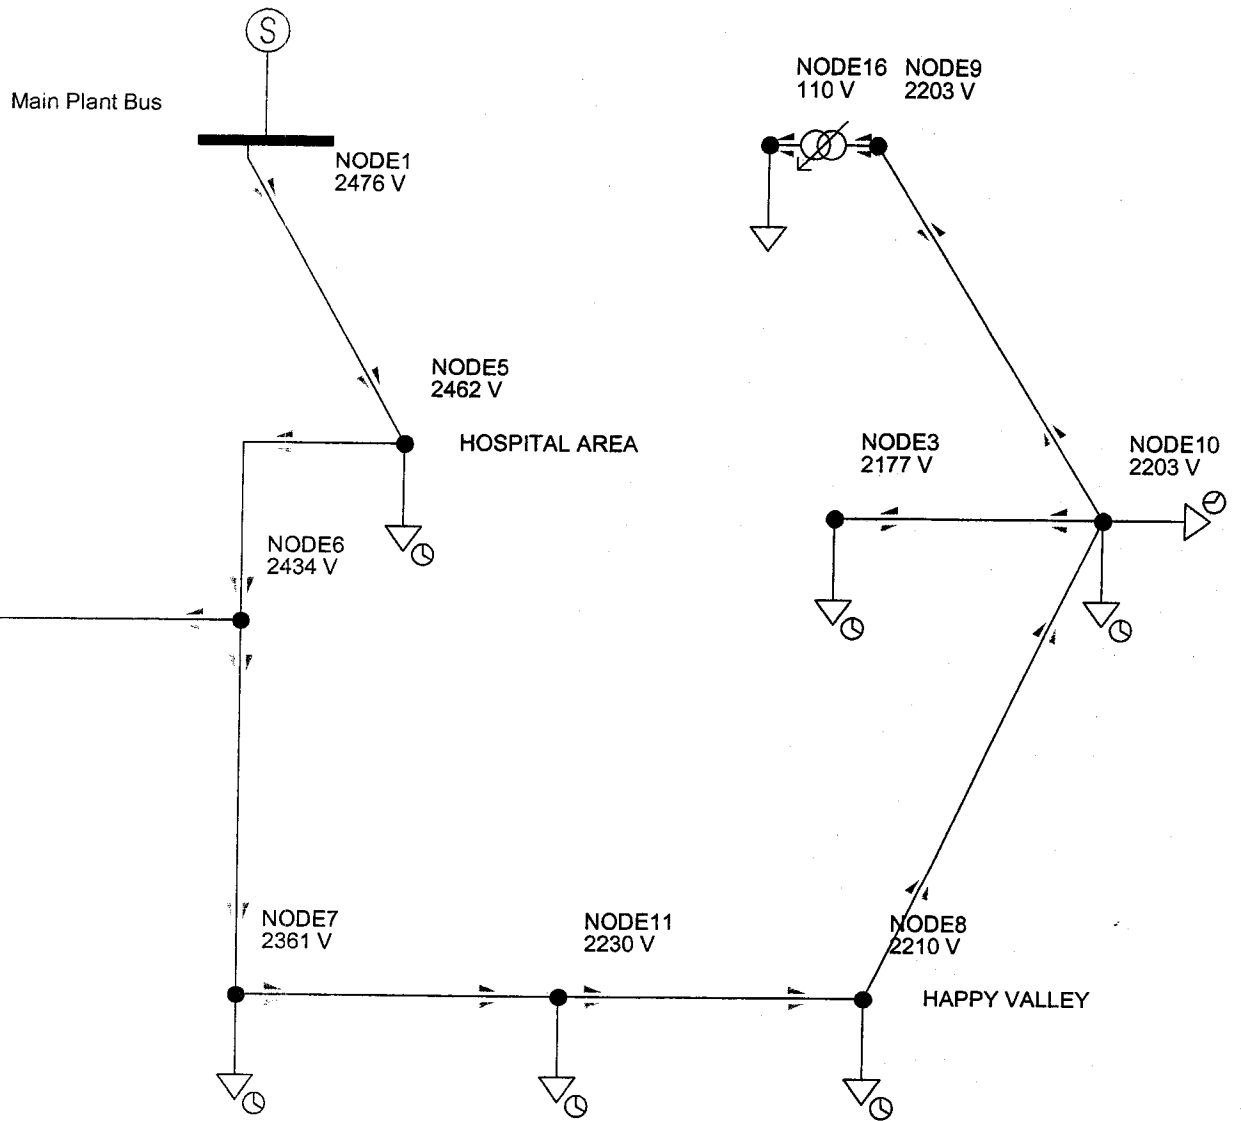 S
Main Plant Bus
NODE1
2476 V
NODE16
110 V
NODE9
2203 V
NODE5
2462 V
HOSPITAL AREA
NODE3
2177 V
NODE10
2203 V
NODE6
2434 V
NODE7
2361 V
NODE11
2230 V
NODE8
2210 V
HAPPY VALLEY